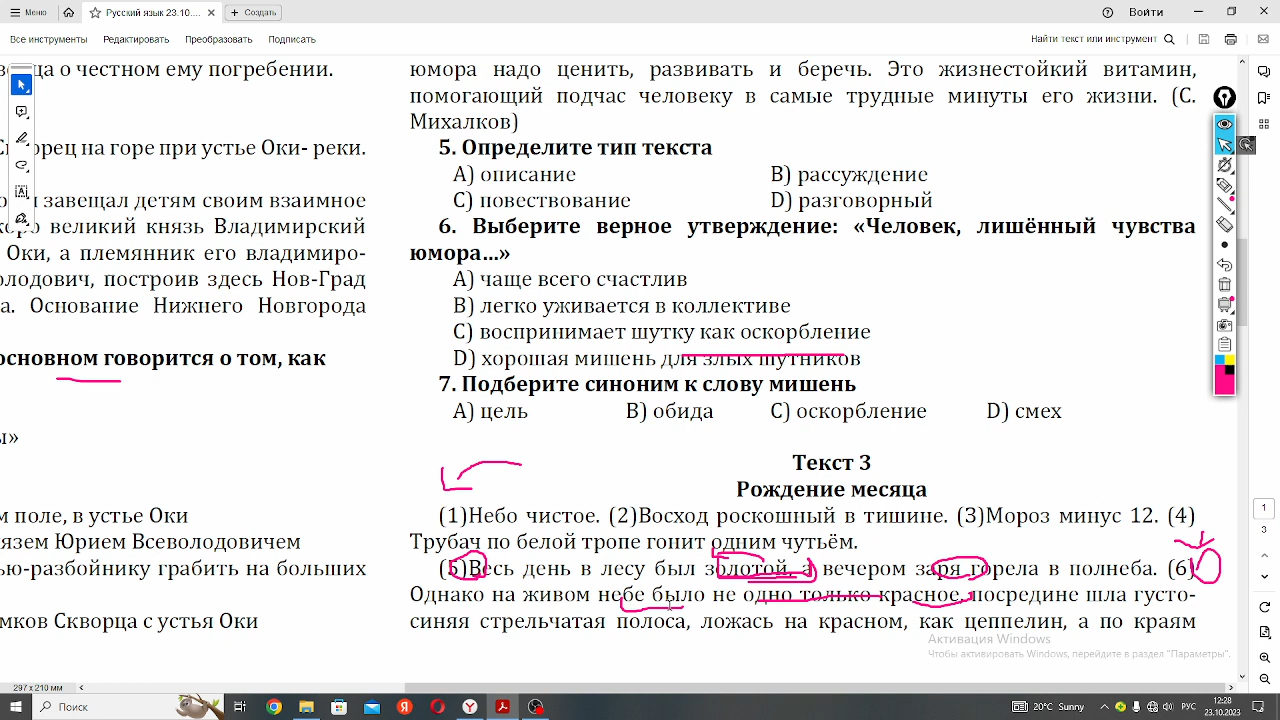 Меню
Русский язык 23.10....
Создать
Войти
Все инструменты
Редактировать
Преобразовать
Подписать
Найти текст или инструмент
о честном ему погребении.
на горе при устье Оки- реки.
завещал детям своим взаимное
великий князь Владимирский
Оки, а племянник его владимиро-
построив здесь Нов-Град
Основание Нижнего Новгорода
основном говорится о том, как
ы»
м поле, в устье Оки
Юрием Всеволодовичем
разбойнику грабить на больших
Скворца с устья Оки
юмора надо ценить, развивать и беречь. Это жизнестойкий витамин,
помогающий подчас человеку в самые трудные минуты его жизни. (С.
Михалков)
5. Определите тип текста
A) описание
B) рассуждение
C) повествование
D) разговорный
6. Выберите верное утверждение: «Человек, лишённый чувства
юмора...»
A) чаще всего счастлив
B) легко уживается в коллективе
C) воспринимает шутку как оскорбление
D) хорошая мишень для злых шутников
7. Подберите синоним к слову мишень
A) цель
B) обида
C) оскорбление
D) смех
Текст 3
Рождение месяца
(1)Небо чистое. (2)Восход роскошный в тишине. (3)Мороз минус 12. (4)
Трубач по белой тропе гонит одним чутьём.
(5)Весь день в лесу был золотой, а вечером заря горела в полнеба. (6)
Однако на живом небе было не одно только красное, посредине шла густо-
синяя стрельчатая полоса, ложась на красном, как цеппелин, а по краям
Активация Windows
Чтобы активировать Windows, перейдите в раздел "Параметры".
1
3
297 x 210 мм
Поиск
20°C Sunny
РУС
12:28
23.10.2023